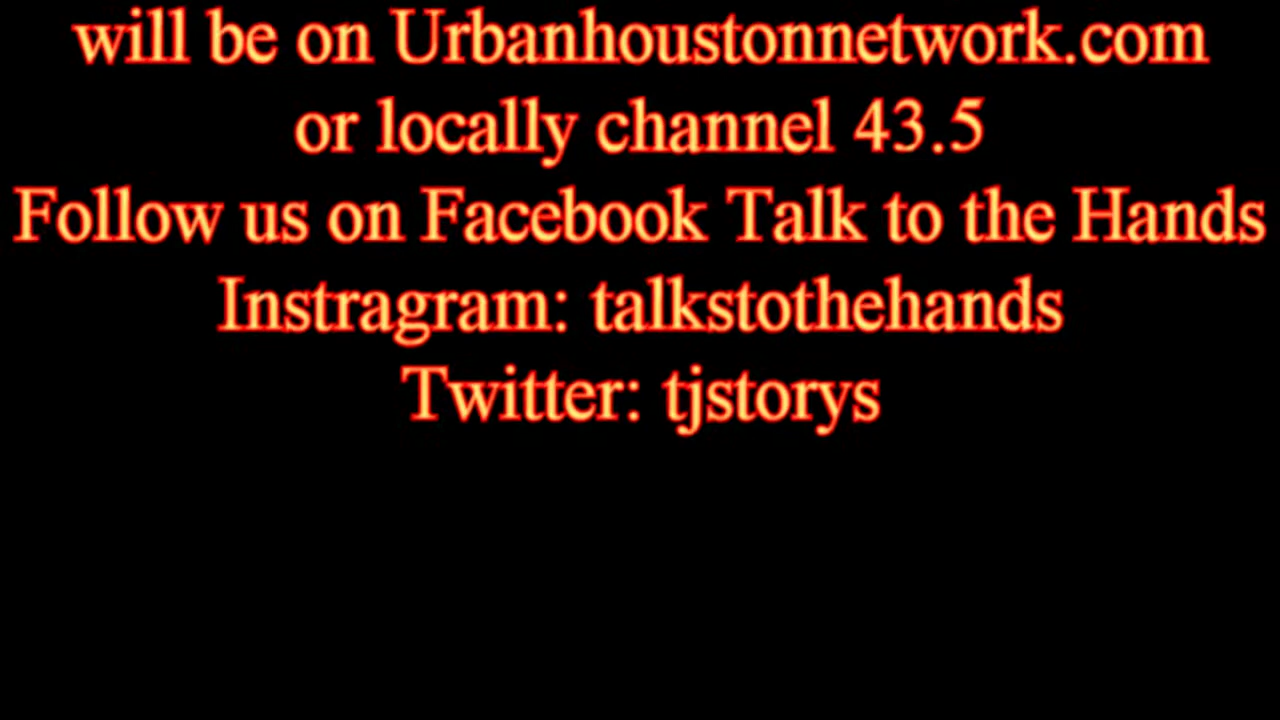 will be on Urbanhoustonnetwork.com
or locally channel 43.5
Follow us on Facebook Talk to the Hands
Instragram: talkstothehands
Twitter: tjstorys